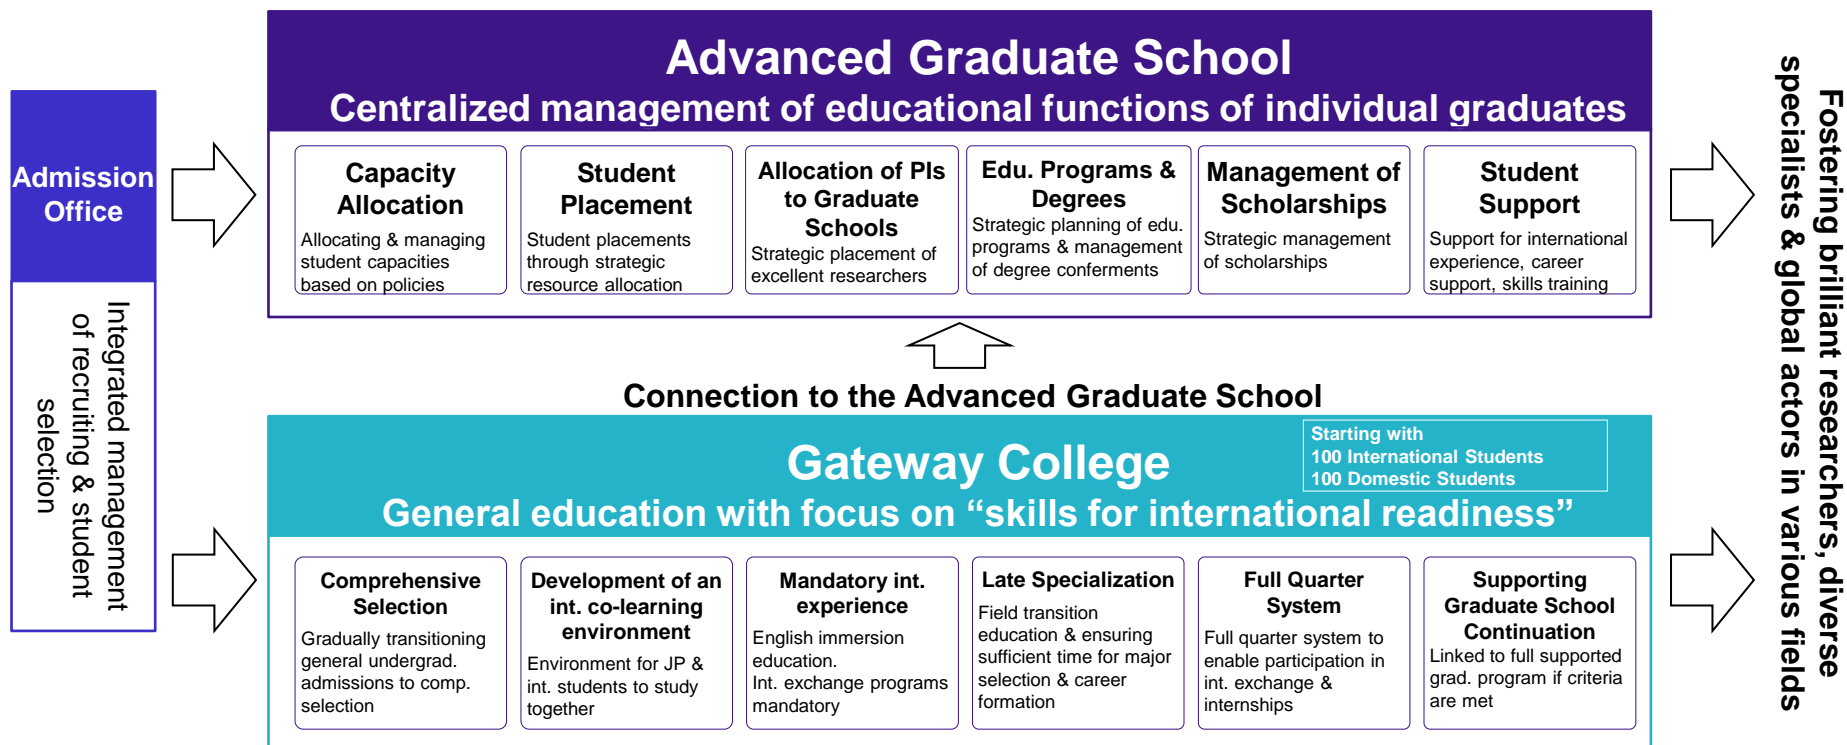 Admission
Office
Integrated management
of recruiting & student
selection
Advanced Graduate School
Centralized management of educational functions of individual graduates
Capacity
Allocation
Allocating & managing
student capacities
based on policies
Student
Placement
Student placements
through strategic
resource allocation
Allocation of PIs
to Graduate
Schools
Strategic placement of
excellent researchers
Edu. Programs &
Degrees
Strategic planning of edu.
programs & management
of degree conferments
Management of
Scholarships
Strategic management
of scholarships
Student
Support
Support for international
experience, career
support, skills training
Connection to the Advanced Graduate School
Gateway College
Starting with
100 International Students
100 Domestic Students
General education with focus on “skills for international readiness”
Comprehensive
Selection
Gradually transitioning
general undergrad.
admissions to comp.
selection
Development of an
int. co-learning
environment
Environment for JP &
int. students to study
together
Mandatory int.
experience
English immersion
education.
Int. exchange programs
mandatory
Late Specialization
Field transition
education & ensuring
sufficient time for major
selection & career
formation
Full Quarter
System
Full quarter system to
enable participation in
int. exchange &
internships
Supporting
Graduate School
Continuation
Linked to full supported
grad. program if criteria
are met
Fostering brilliant researchers, diverse
specialists & global actors in various fields